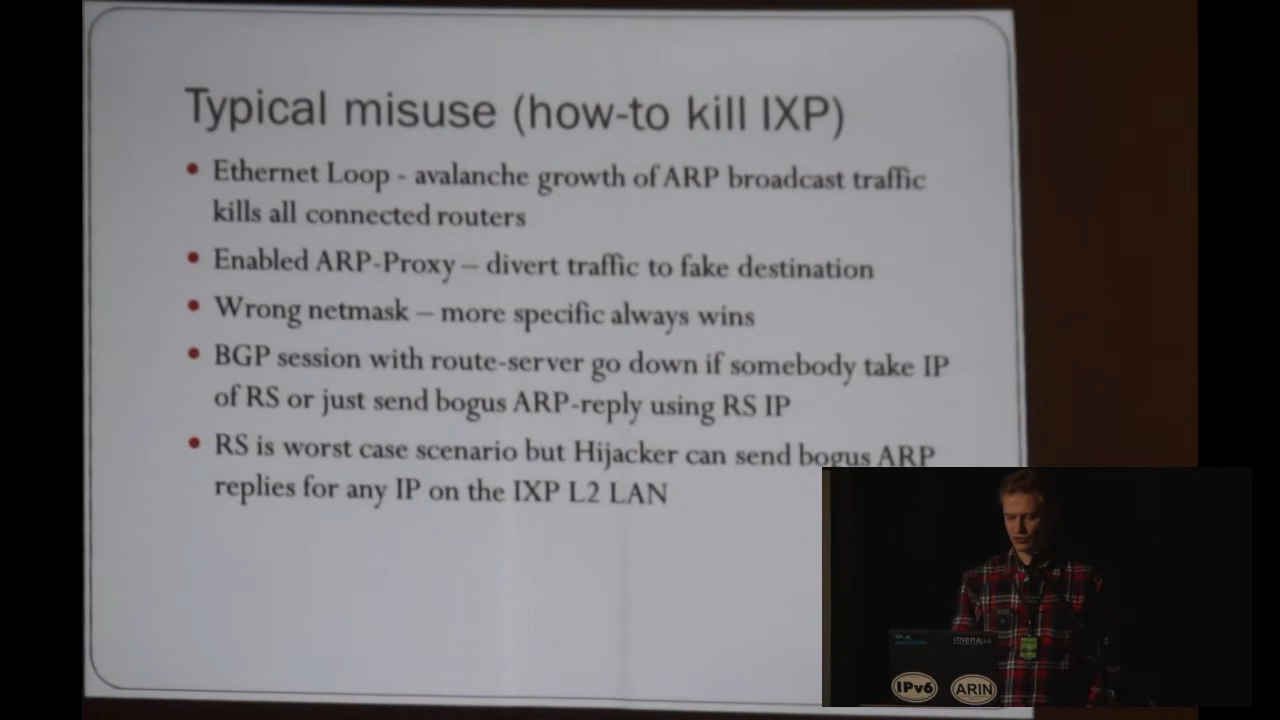 Typical misuse (how-to kill IXP)
• Ethernet Loop - avalanche growth of ARP broadcast traffic
kills all connected routers
• Enabled ARP-Proxy – divert traffic to fake destination
• Wrong netmask – more specific always wins
• BGP session with route-server go down if somebody take IP
of RS or just send bogus ARP-reply using RS IP
• RS is worst case scenario but Hijacker can send bogus ARP
replies for any IP on the IXP L2 LAN
IPv6
ARIN